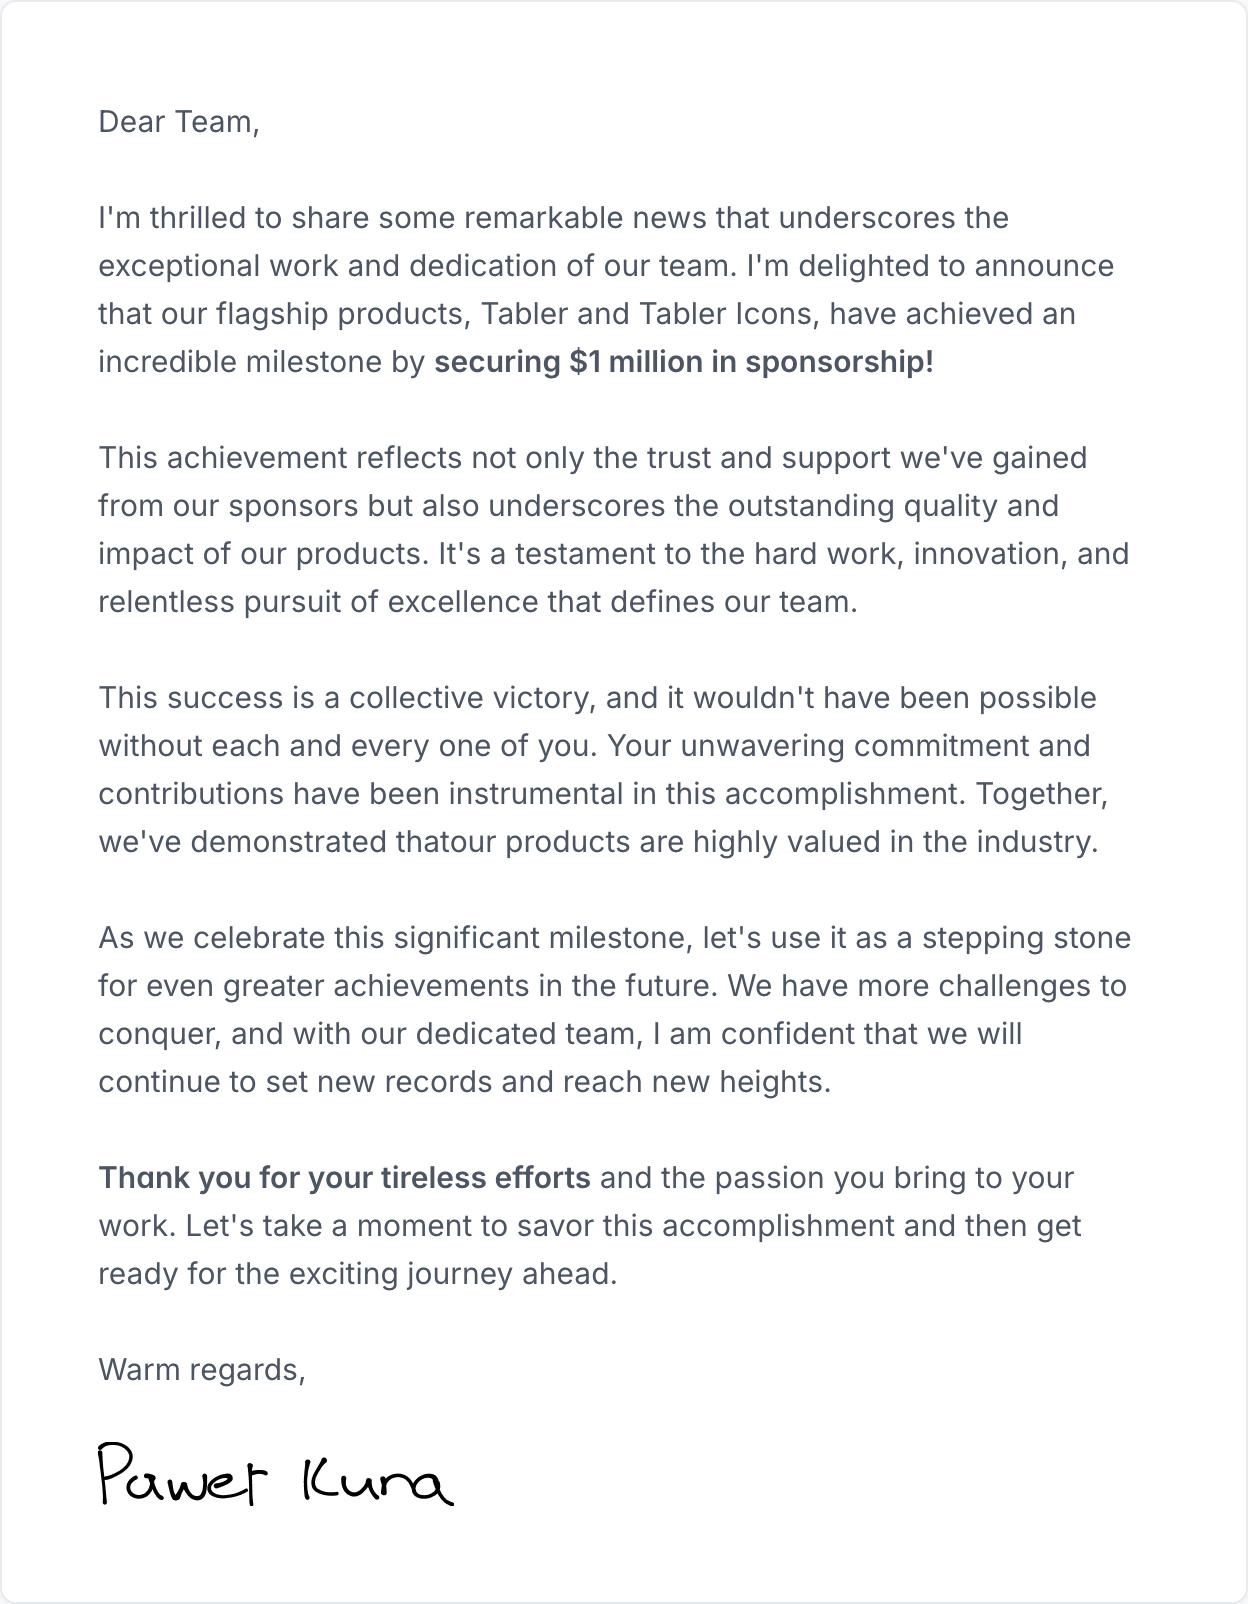 Dear Team,
I'm thrilled to share some remarkable news that underscores the
exceptional work and dedication of our team. I'm delighted to announce
that our flagship products, Tabler and Tabler Icons, have achieved an
incredible milestone by securing $1 million in sponsorship!
This achievement reflects not only the trust and support we've gained
from our sponsors but also underscores the outstanding quality and
impact of our products. It's a testament to the hard work, innovation, and
relentless pursuit of excellence that defines our team.
This success is a collective victory, and it wouldn't have been possible
without each and every one of you. Your unwavering commitment and
contributions have been instrumental in this accomplishment. Together,
we've demonstrated thatour products are highly valued in the industry.
As we celebrate this significant milestone, let's use it as a stepping stone
for even greater achievements in the future. We have more challenges to
conquer, and with our dedicated team, I am confident that we will
continue to set new records and reach new heights.
Thank you for your tireless efforts and the passion you bring to your
work. Let's take a moment to savor this accomplishment and then get
ready for the exciting journey ahead.
Warm regards,
Paweł Kuna